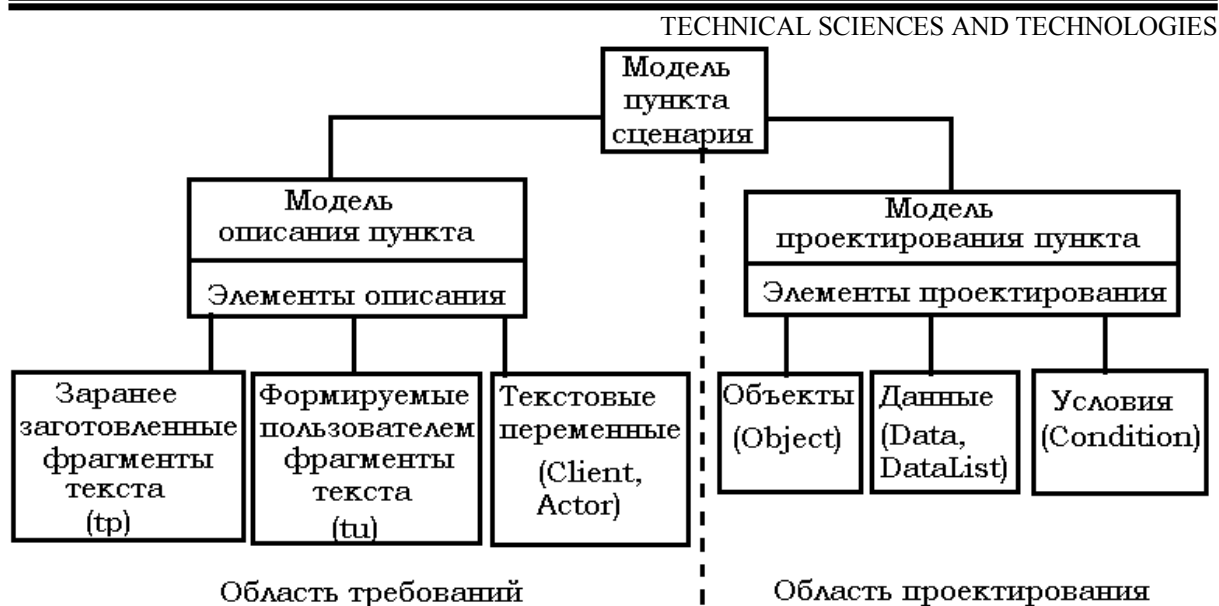 TECHNICAL SCIENCES AND TECHNOLOGIES
Модель
пункта
сценария
Модель
описания пункта
Элементы описания
Модель
проектирования пункта
Элементы проектирования
Заранее
заготовленные
фрагменты
текста
(tp)
Формируемые
пользователем
фрагменты
текста
(tu)
Текстовые
переменные
(Client,
Actor)
Объекты
(Object)
Данные
(Data,
DataList)
Условия
(Condition)
Область требований
Область проектирования